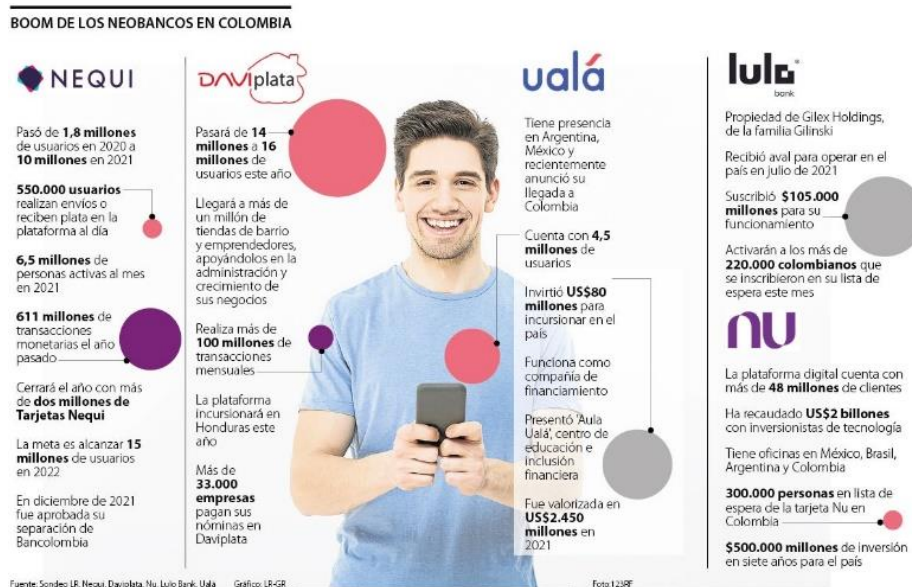 BOOM DE LOS NEOBANCOS EN COLOMBIA
NEQUI
Pasó de 1,8 millones
de usuarios en 2020 a
10 millones en 2021
550.000 usuarios
realizan envíos o
reciben plata en la
plataforma al día
6,5 millones de
personas activas al mes
en 2021
611 millones de
transacciones
monetarias el año
pasado
Cerrará el año con más
de dos millones de
Tarjetas Nequi
La meta es alcanzar 15
millones de usuarios
en 2022
En diciembre de 2021
fue aprobada su
separación de
Bancolombia
DAVIplata
Pasará de 14
millones a 16
millones de
usuarios este año
Llegará a más de
un millón de
tiendas de barrio
y emprendedores,
apoyándolos en la
administración y
crecimiento de
sus negocios
Realiza más de
100 millones de
transacciones
mensuales
La plataforma
incursionará en
Honduras este
año
Más de
33.000
empresas
pagan sus
nóminas en
Daviplata
ualá
Tiene presencia
en Argentina,
México y
recientemente
anunció su
llegada a
Colombia
Cuenta con 4,5
millones de
usuarios
Invirtió US$80
millones para
incursionar en el
país
Funciona como
compañía de
financiamiento
Presentó 'Aula
Ualá', centro de
educación e
inclusión
financiera
Fue valorizada en
US$2.450
millones en
2021
lulo
bank
Propiedad de Gilex Holdings,
de la familia Gilinski
Recibió aval para operar en el
país en julio de 2021
Suscribió $105.000
millones para su
funcionamiento
Activarán a los más de
220.000 colombianos que
se inscribieron en su lista de
espera este mes
nu
La plataforma digital cuenta con
más de 48 millones de clientes
Ha recaudado US$2 billones
con inversionistas de tecnología
Tiene oficinas en México, Brasil,
Argentina y Colombia
300.000 personas en lista de
espera de la tarjeta Nu en
Colombia
$500.000 millones de inversión
en siete años para el país
Fuente: Sondeo LR, Nequi, Daviplata, Nu, Lulo Bank, Ualá Gráfico: LR-GR Foto: 123RF